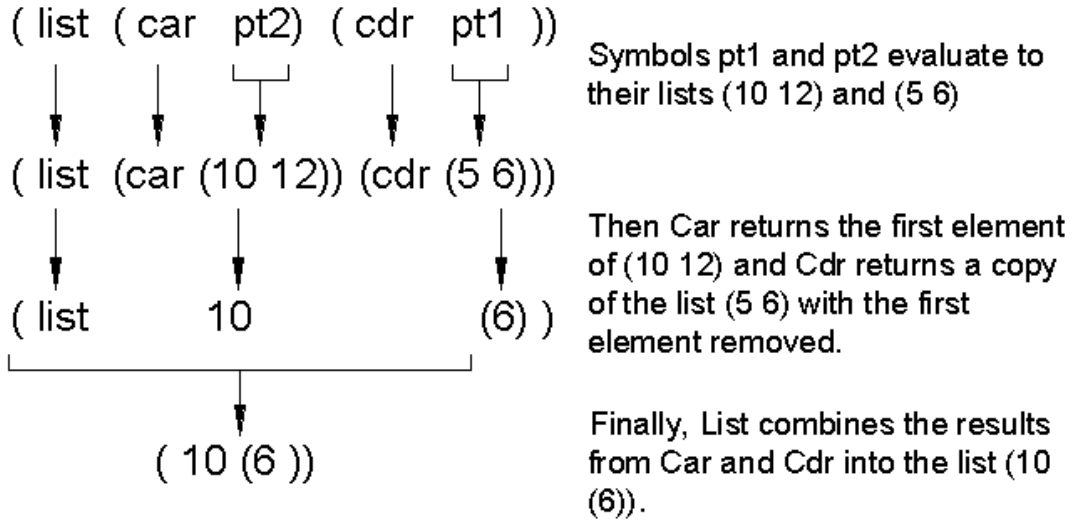 ( list ( car pt2) ( cdr pt1 ))
Symbols pt1 and pt2 evaluate to
their lists (10 12) and (5 6)
( list (car (10 12)) (cdr (5 6)))
Then Car returns the first element
of (10 12) and Cdr returns a copy
of the list (5 6) with the first
element removed.
( list 10 (6) )
Finally, List combines the results
from Car and Cdr into the list (10
(6)).
( 10 (6 ))